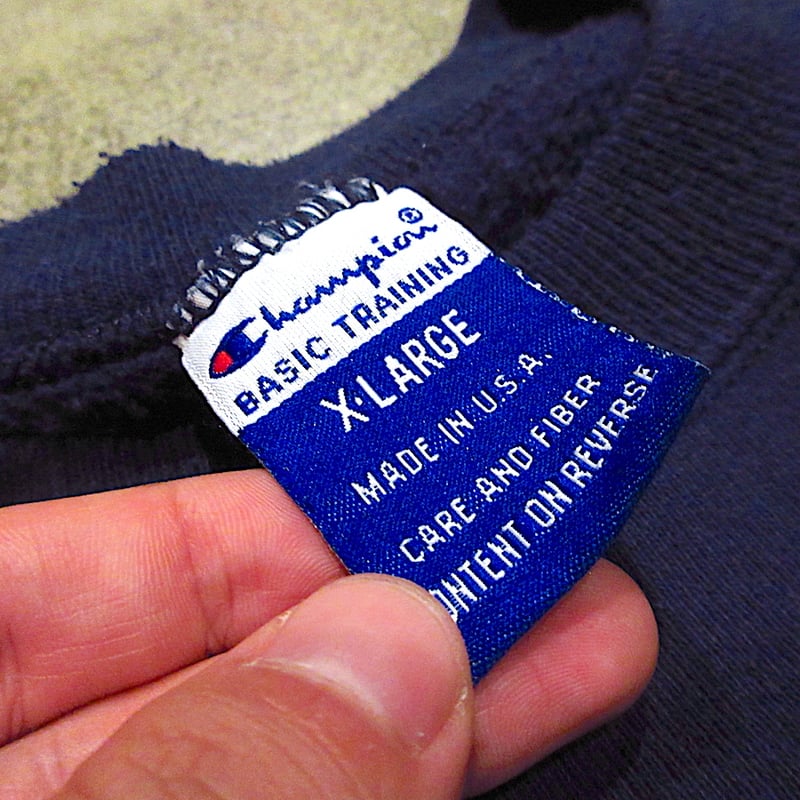 Champion®
BASIC TRAINING
X·LARGE
MADE IN U.S.A.
CARE AND FIBER
ONTENT ON REVERSE